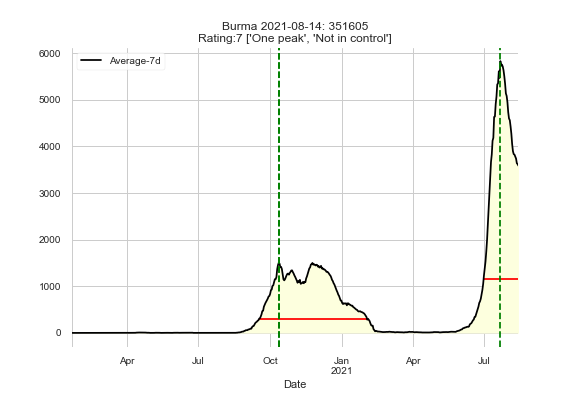 Burma 2021-08-14: 351605
Rating:7 ['One peak', 'Not in control']
Average-7d
6000
5000
4000
3000
2000
1000
0
Apr Jul Oct Jan Apr Jul
2021
Date